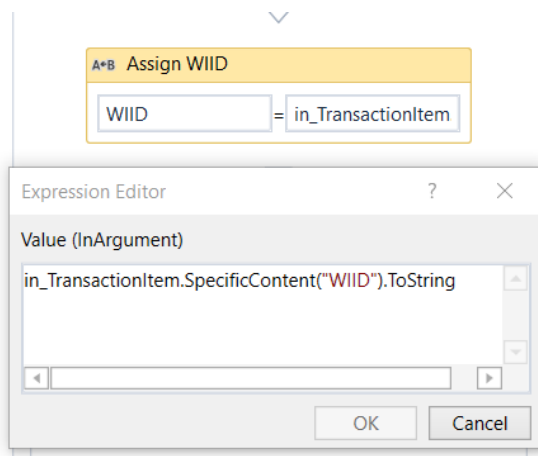 A+B Assign WIID
WIID = in_TransactionItem
Expression Editor ?
Value (InArgument)
in_TransactionItem.SpecificContent("WIID").ToString
OK Cancel